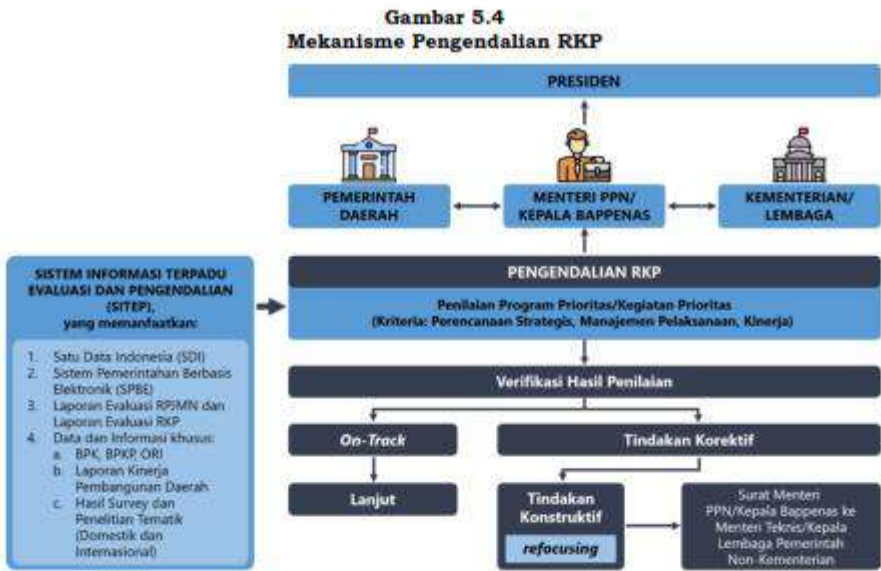 Gambar 5.4
Mekanisme Pengendalian RKP
PRESIDEN
PEMERINTAH
DAERAH
MENTERI PPN/
KEPALA BAPPENAS
KEMENTERIAN/
LEMBAGA
SISTEM INFORMASI TERPADU
EVALUASI DAN PENGENDALIAN
(SITEP),
yang memanfaatkan:
1. Satu Data Indonesia (SDI)
2. Sistem Pemerintahan Berbasis
Elektronik (SPBE)
3. Laporan Evaluasi RPJMN dan
Laporan Evaluasi RKP
4. Data dan Informasi khusus:
a. BPK, BPKP, ORI
b. Laporan Kinerja
Pembangunan Daerah
c. Hasil Survey dan
Penelitian Tematik
(Domestik dan
Internasional)
PENGENDALIAN RKP
Penilaian Program Prioritas/Kegiatan Prioritas
(Kriteria: Perencanaan Strategis, Manajemen Pelaksanaan, Kinerja)
Verifikasi Hasil Penilaian
On-Track
Tindakan Korektif
Lanjut
Tindakan
Konstruktif
refocusing
Surat Menteri
PPN/Kepala Bappenas ke
Menteri Teknis/Kepala
Lembaga Pemerintah
Non-Kementerian